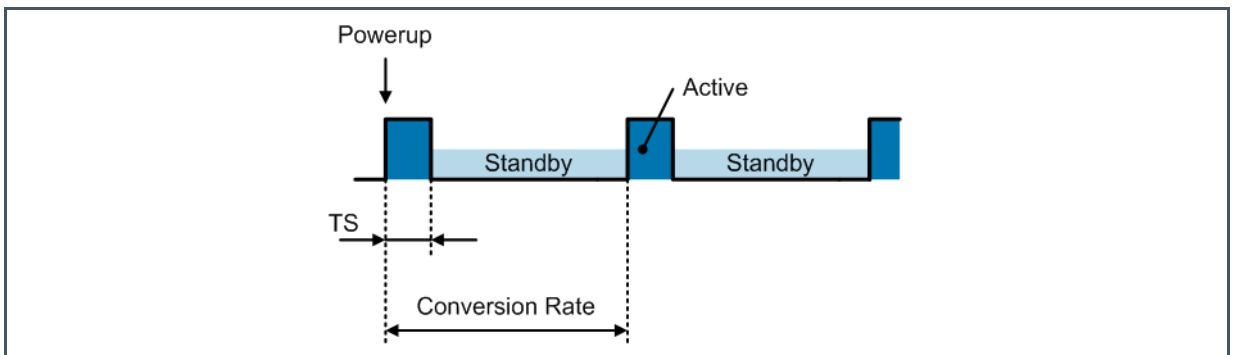 Powerup
Active
Standby
Standby
TS
Conversion Rate